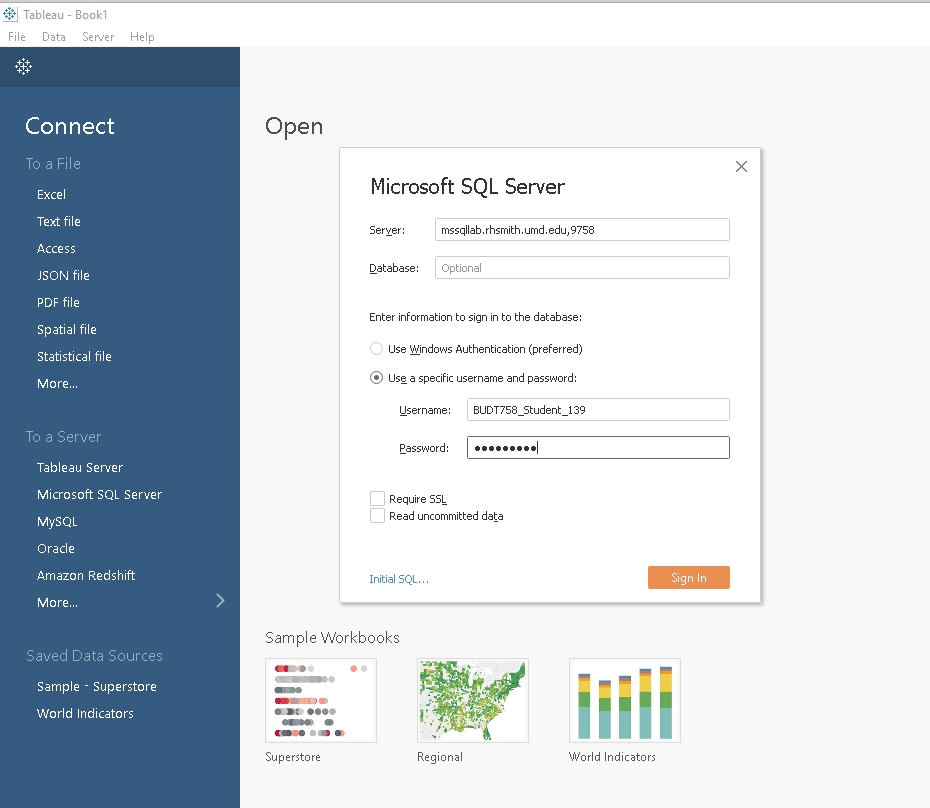 Tableau - Book1
File Data Server Help
Connect
To a File
Excel
Text file
Access
JSON file
PDF file
Spatial file
Statistical file
More...
To a Server
Tableau Server
Microsoft SQL Server
MySQL
Oracle
Amazon Redshift
More...
Saved Data Sources
Sample - Superstore
World Indicators
Open
Microsoft SQL Server
Server: mssqllab.rhsmith.umd.edu,9758
Database: Optional
Enter information to sign in to the database:
Use Windows Authentication (preferred)
Use a specific username and password:
Username: BUDT758_Student_139
Password: ●●●●●●●●●
Require SSL
Read uncommitted data
Initial SQL...
Sign In
Sample Workbooks
Superstore
Regional
World Indicators